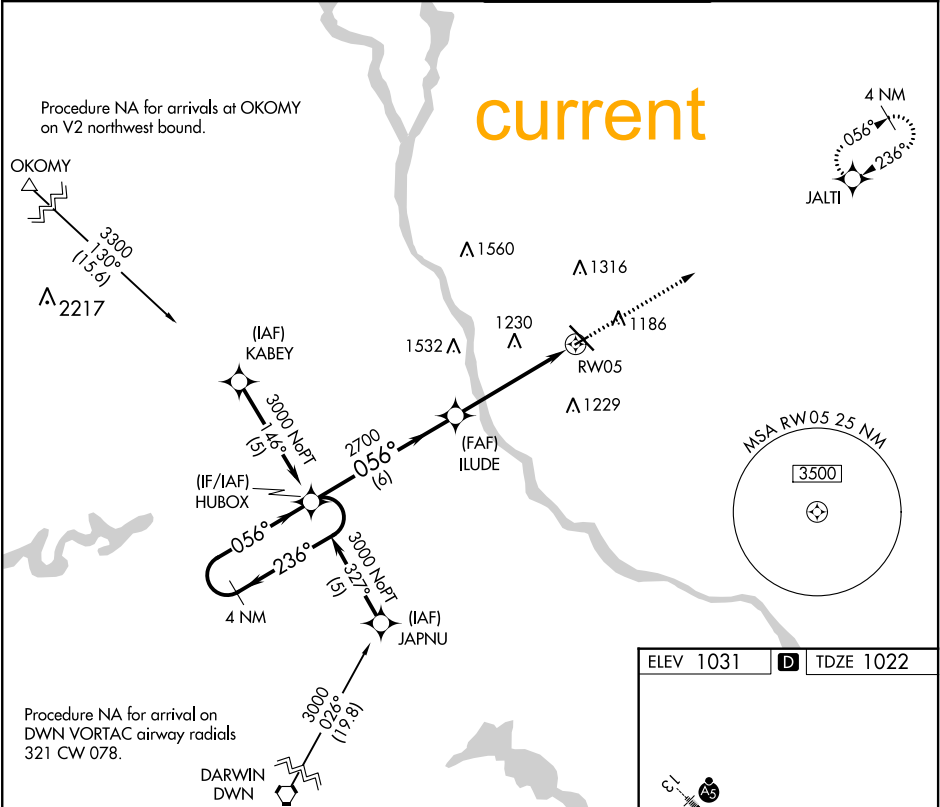 current
Procedure NA for arrivals at OKOMY
on V2 northwest bound.
OKOMY
3300
130°
(15.6)
2217
4 NM
056°
236°
JALTI
1560
1316
1186
1230
1532
RW05
1229
(IAF)
KABEY
3000 NoPT
146°
(5)
(FAF)
ILUDE
2700
056°
(6)
(IF/IAF)
HUBOX
056°
236°
4 NM
3000 NoPT
327°
(5)
(IAF)
JAPNU
MSA RW05 25 NM
3500
3000
026°
(19.8)
Procedure NA for arrival on
DWN VORTAC airway radials
321 CW 078.
DARWIN
DWN
ELEV 1031 D TDZE 1022
13
A5